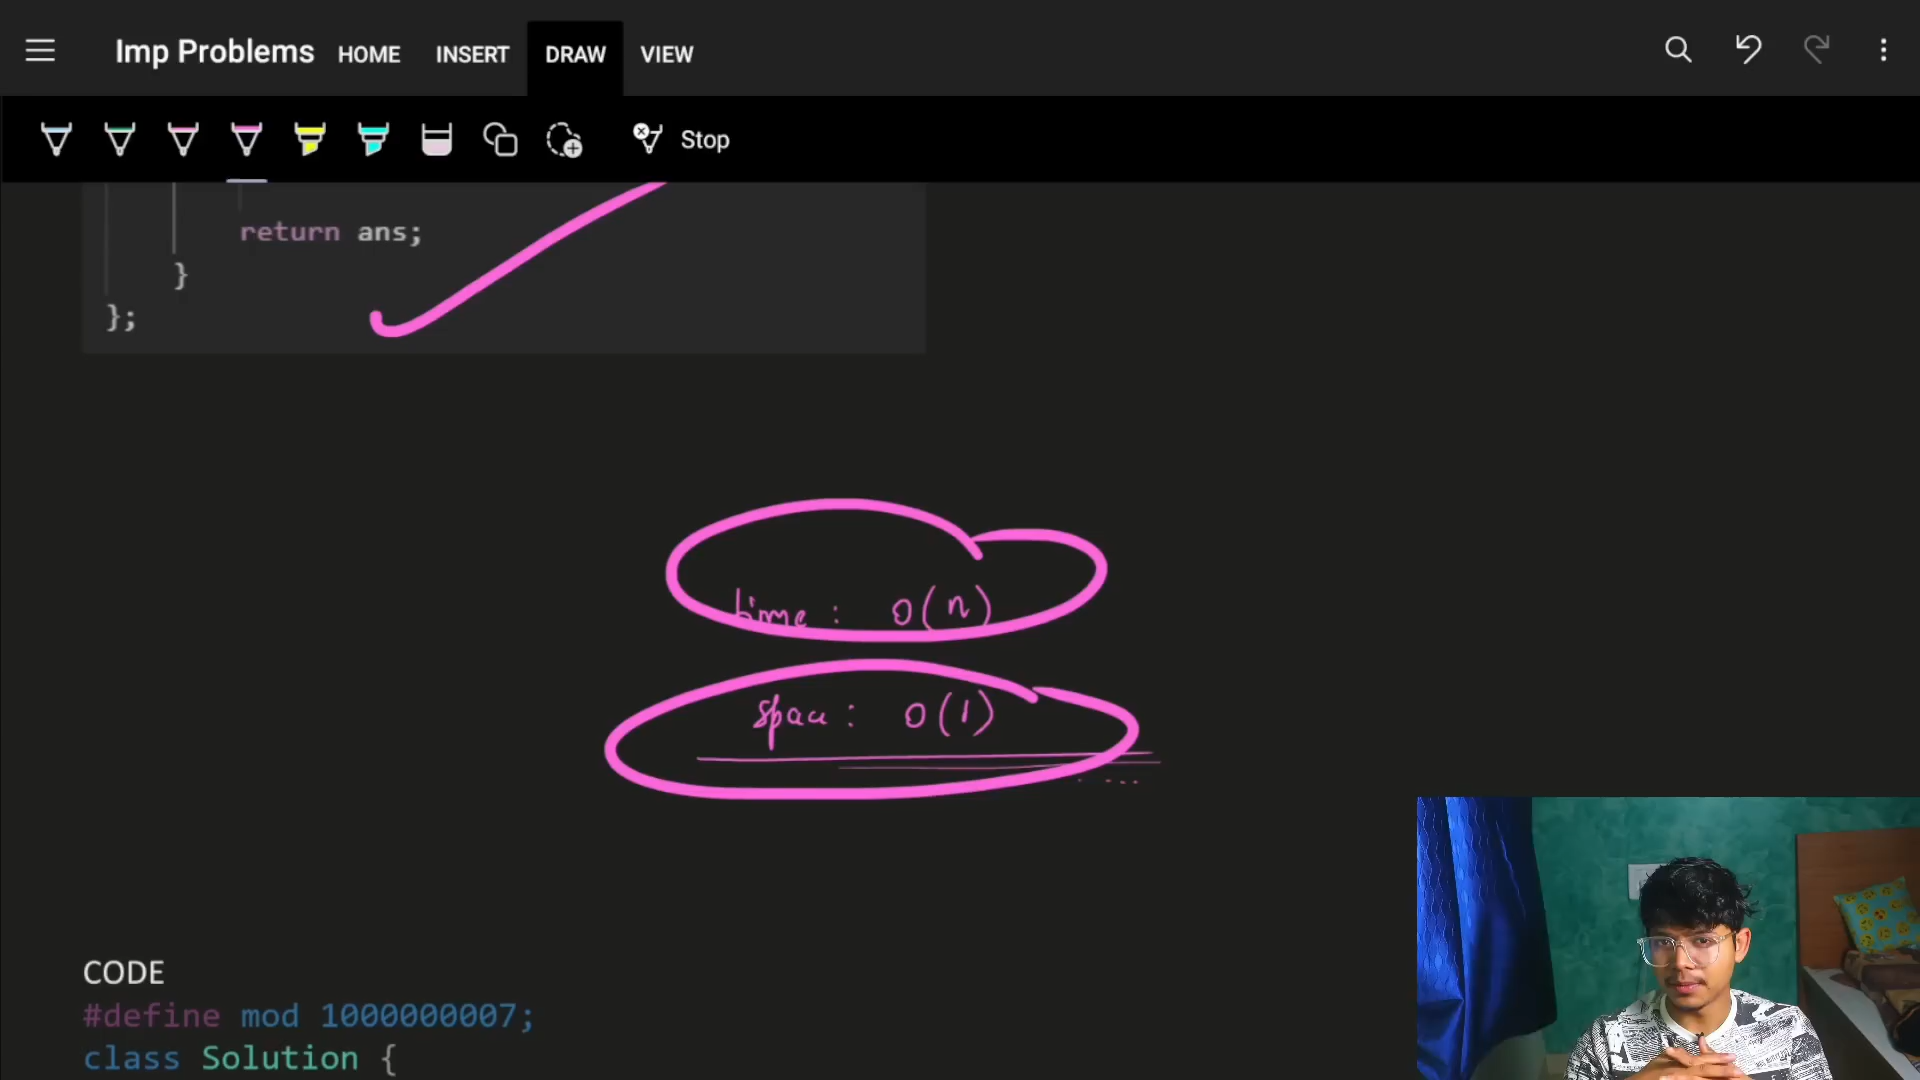 Imp Problems HOME INSERT DRAW VIEW
Stop
return ans;
}
};
time : O(n)
space : O(1)
CODE
#define mod 1000000007;
class Solution {